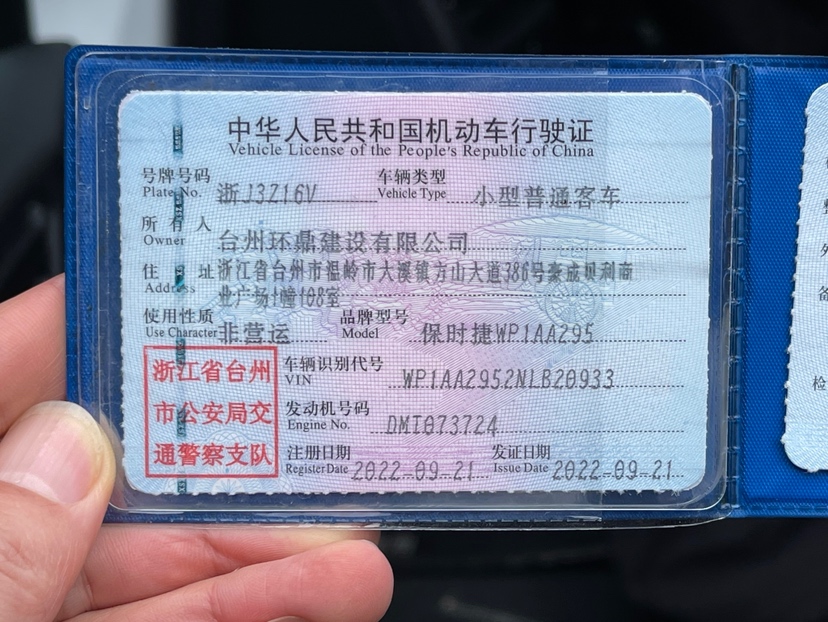 中华人民共和国机动车行驶证
Vehicle License of the People's Republic of China
号牌号码 浙J3Z16V 车辆类型 小型普通客车
Plate No. Vehicle Type
所有人 台州环鼎建设有限公司
Owner
住址 浙江省台州市温岭市大溪镇方山大道386号豪成贝利商
Address 业广场1幢108室
使用性质 非营运 品牌型号 保时捷WP1AA295
Use Character Model
浙江省台州
市公安局交
通警察支队
车辆识别代号 WP1AA2952NLB20933
VIN
发动机号码 DMT073724
Engine No.
注册日期 2022-09-21 发证日期 2022-09-21
Register Date Issue Date
检